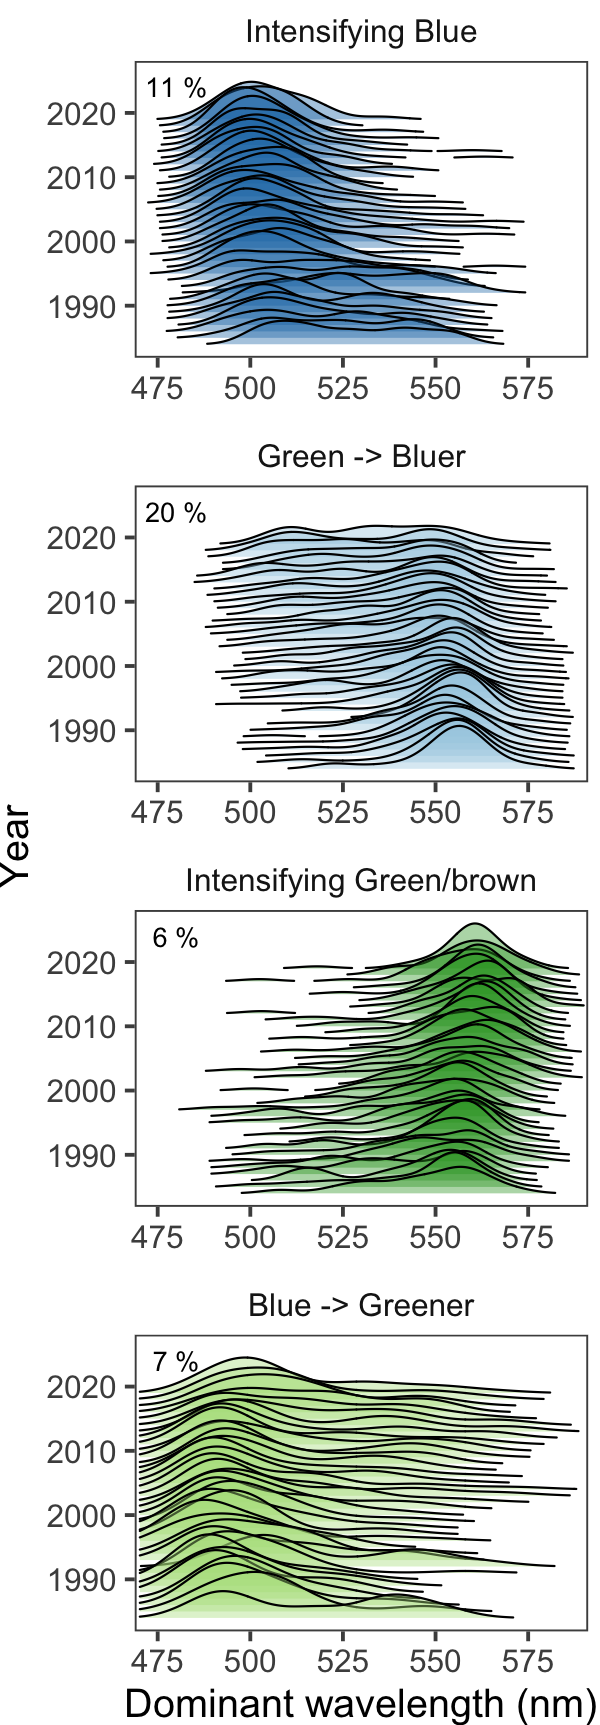 Intensifying Blue
11 %
2020
2010
2000
1990
475 500 525 550 575
Green -> Bluer
20 %
2020
2010
2000
1990
475 500 525 550 575
Year
Intensifying Green/brown
6 %
2020
2010
2000
1990
475 500 525 550 575
Blue -> Greener
7 %
2020
2010
2000
1990
475 500 525 550 575
Dominant wavelength (nm)